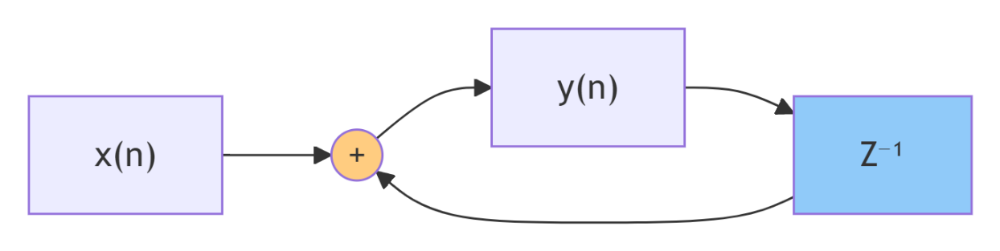 x(n)
+
y(n)
Z⁻¹